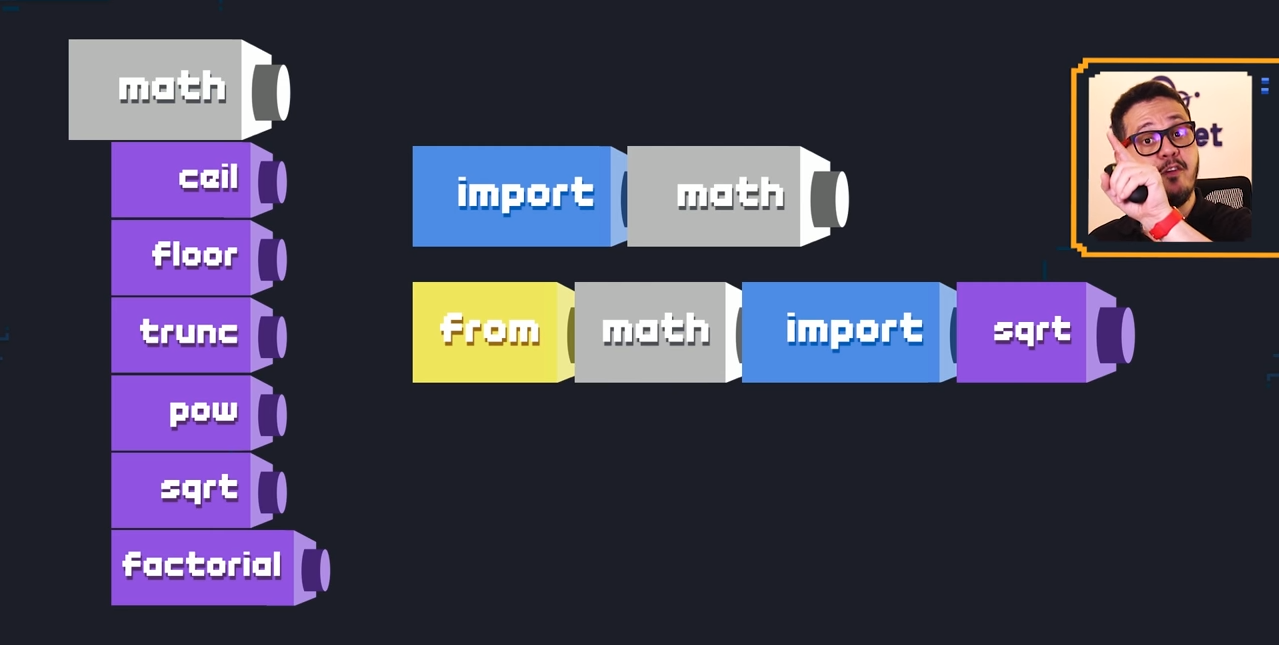 math
ceil
floor
trunc
pow
sqrt
factorial
import math
from math import sqrt